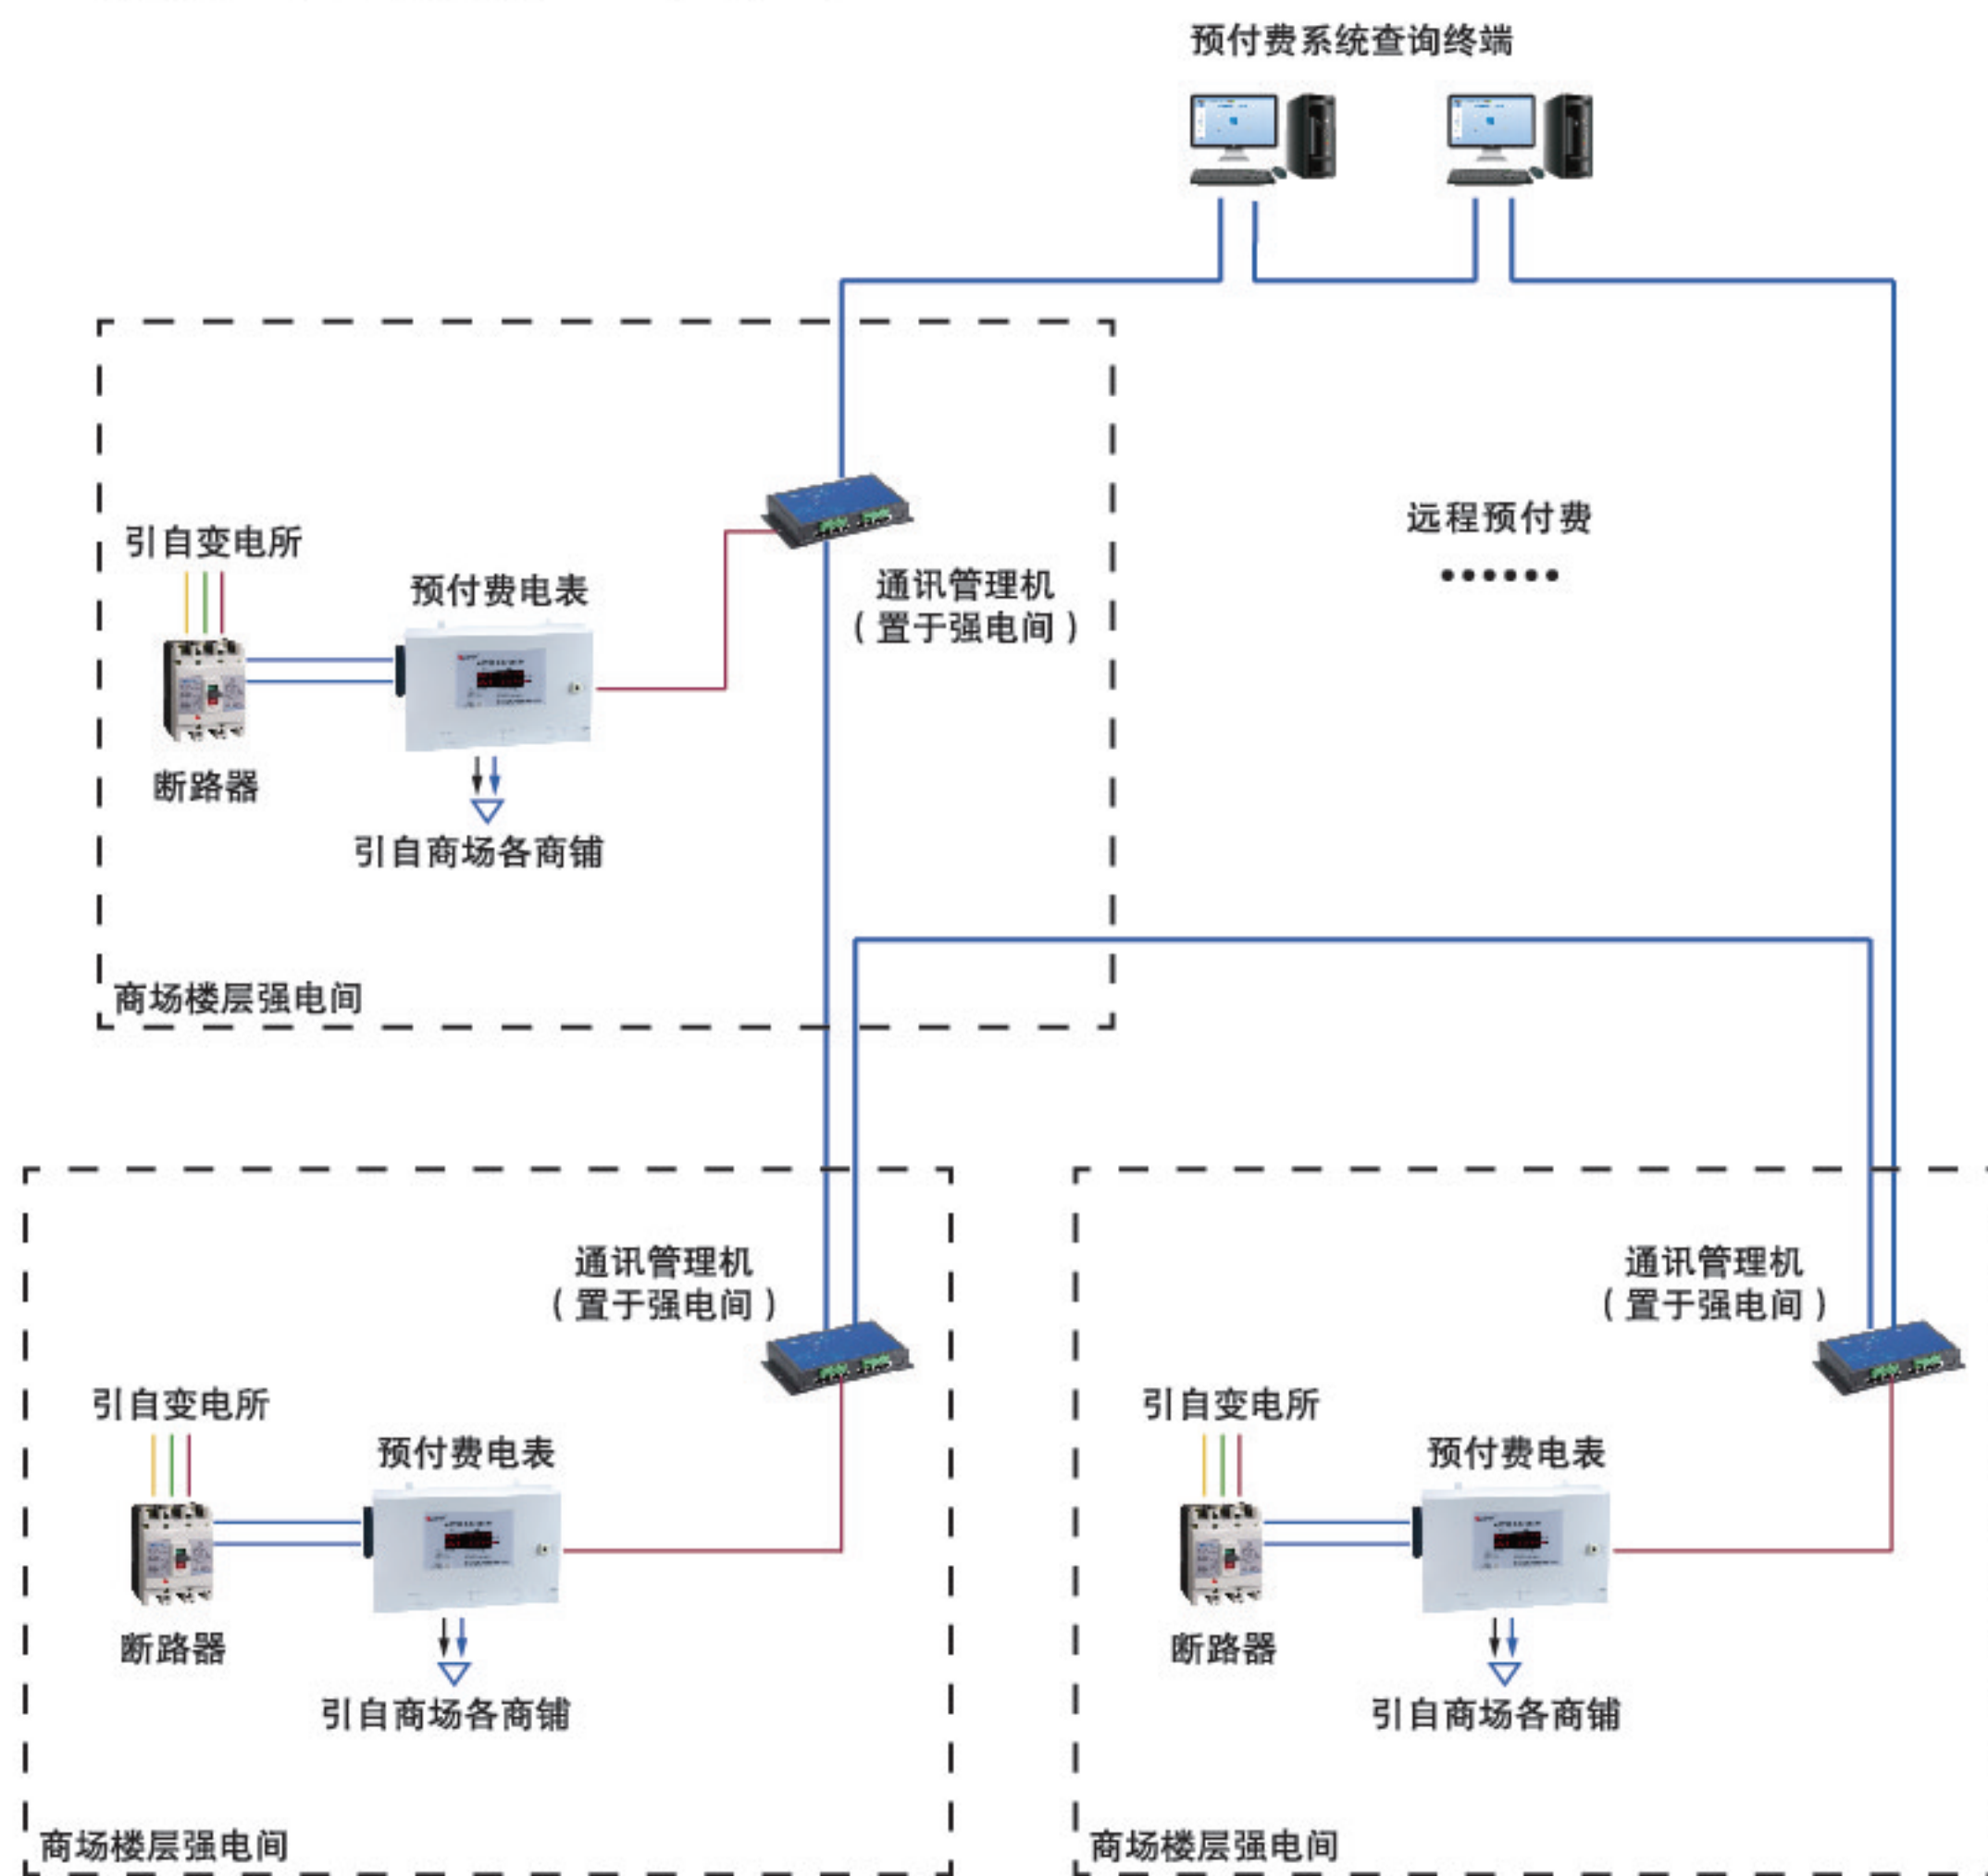 预付费系统查询终端
远程预付费
••••••
引自变电所
预付费电表
通讯管理机
（置于强电间）
断路器
引自商场各商铺
商场楼层强电间
通讯管理机
（置于强电间）
引自变电所
预付费电表
断路器
引自商场各商铺
商场楼层强电间
通讯管理机
（置于强电间）
引自变电所
预付费电表
断路器
引自商场各商铺
商场楼层强电间